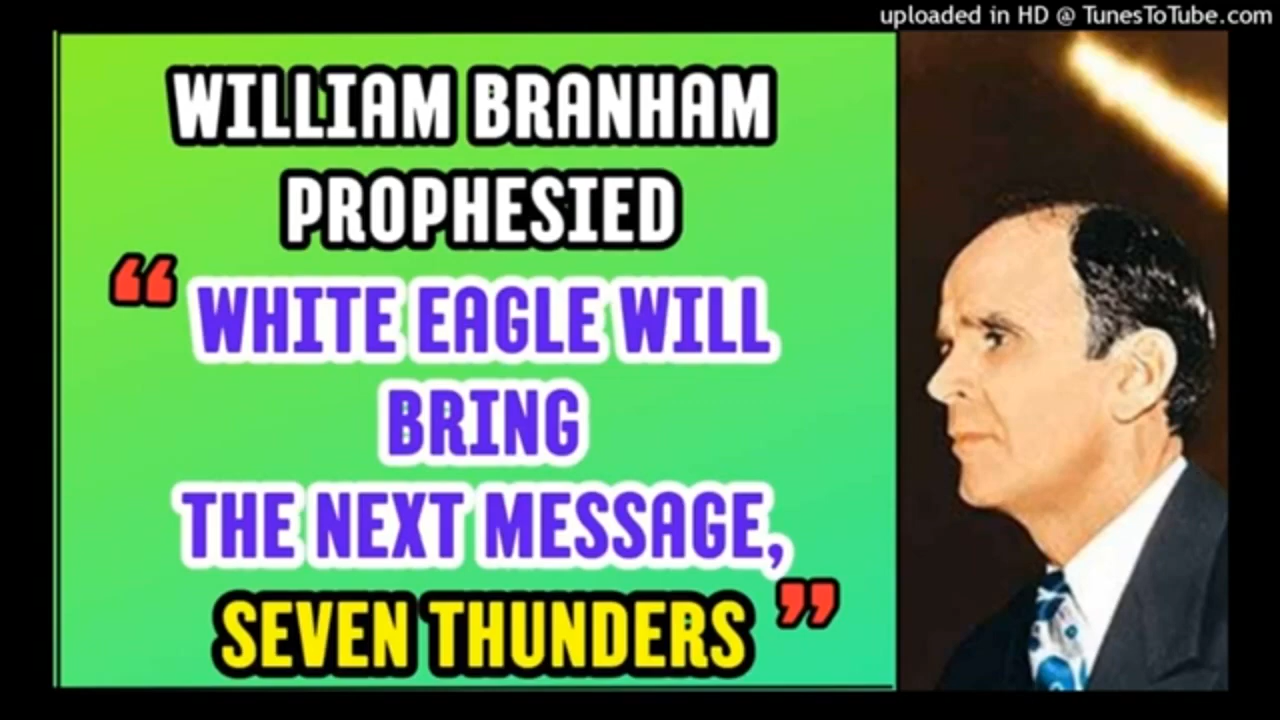 uploaded in HD @ TunesToTube.com
WILLIAM BRANHAM
PROPHESIED
“ WHITE EAGLE WILL
BRING
THE NEXT MESSAGE,
SEVEN THUNDERS ”